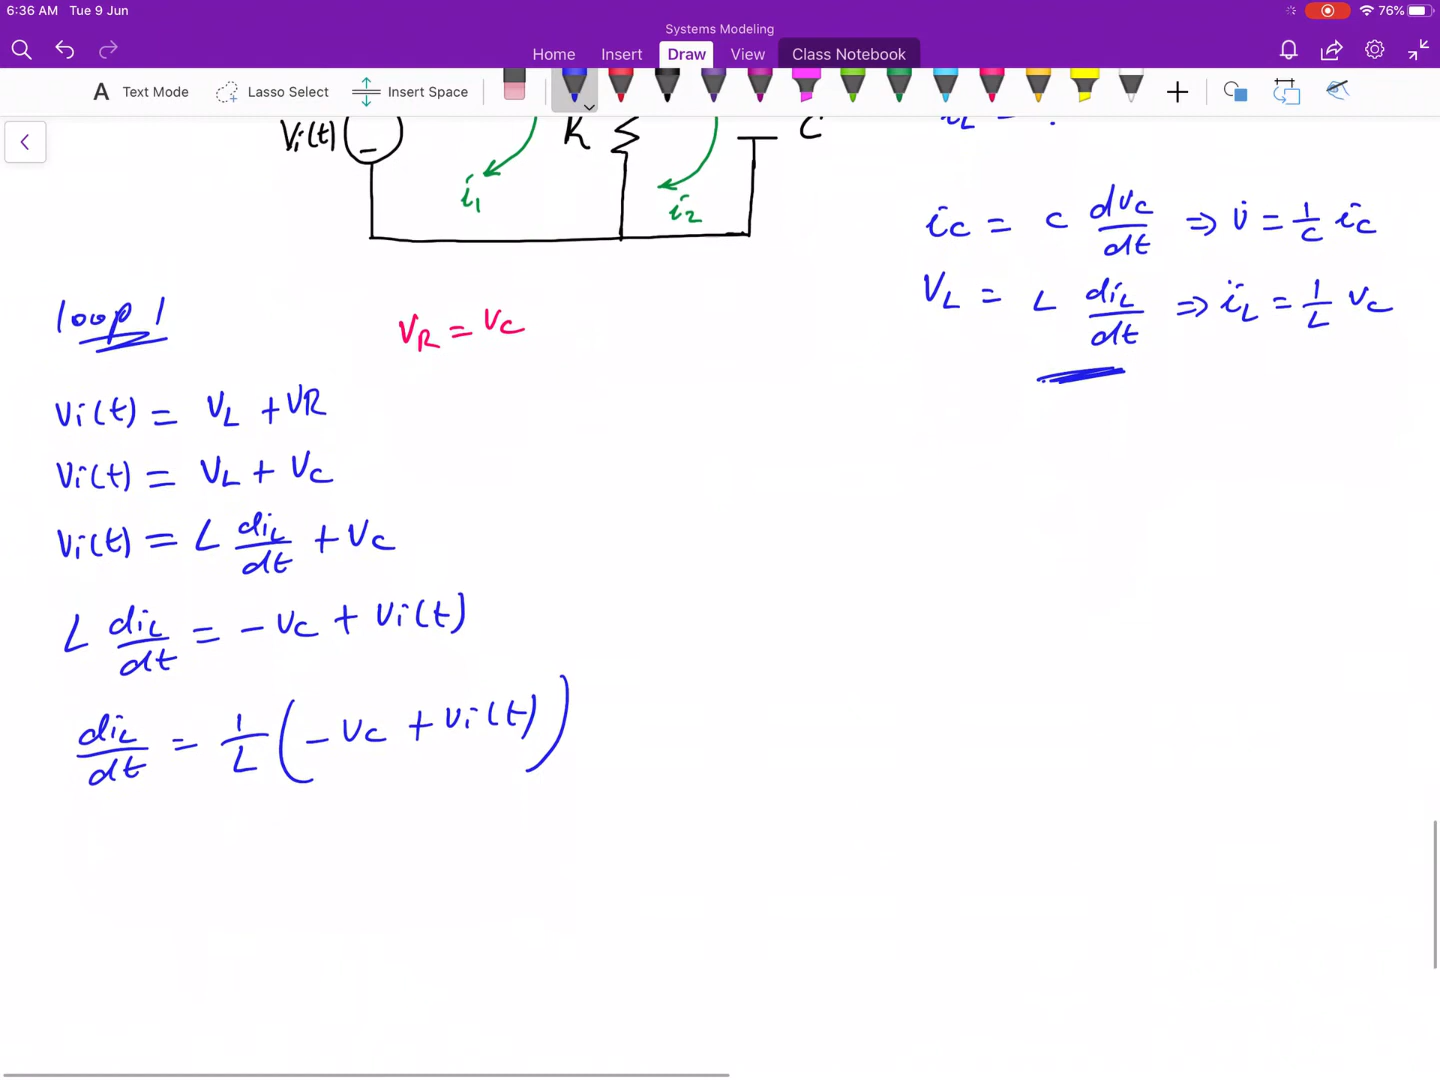 6:36 AM Tue 9 Jun
76%
Systems Modeling
Home Insert Draw View Class Notebook
A Text Mode Lasso Select Insert Space
Vi(t) - R C
i1 i2
ic = C dvc/dt => v̇ = 1/C ic
VL = L diL/dt => i̇L = 1/L vc
loop 1
VR = VC
Vi(t) = VL + VR
Vi(t) = VL + VC
Vi(t) = L diL/dt + VC
L diL/dt = - VC + Vi(t)
diL/dt = 1/L (- VC + Vi(t))